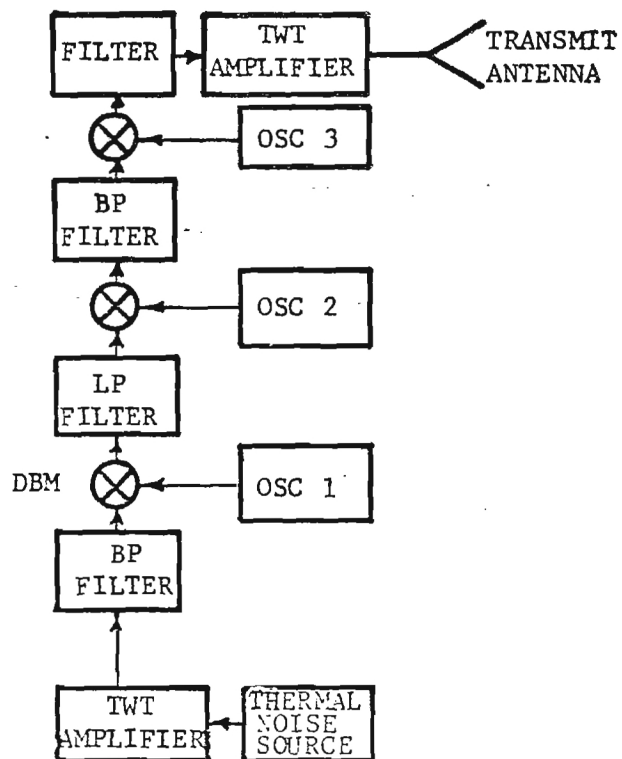 FILTER
TWT
AMPLIFIER
TRANSMIT
ANTENNA
OSC 3
BP
FILTER
OSC 2
LP
FILTER
DBM
OSC 1
BP
FILTER
TWT
AMPLIFIER
THERMAL
NOISE
SOURCE